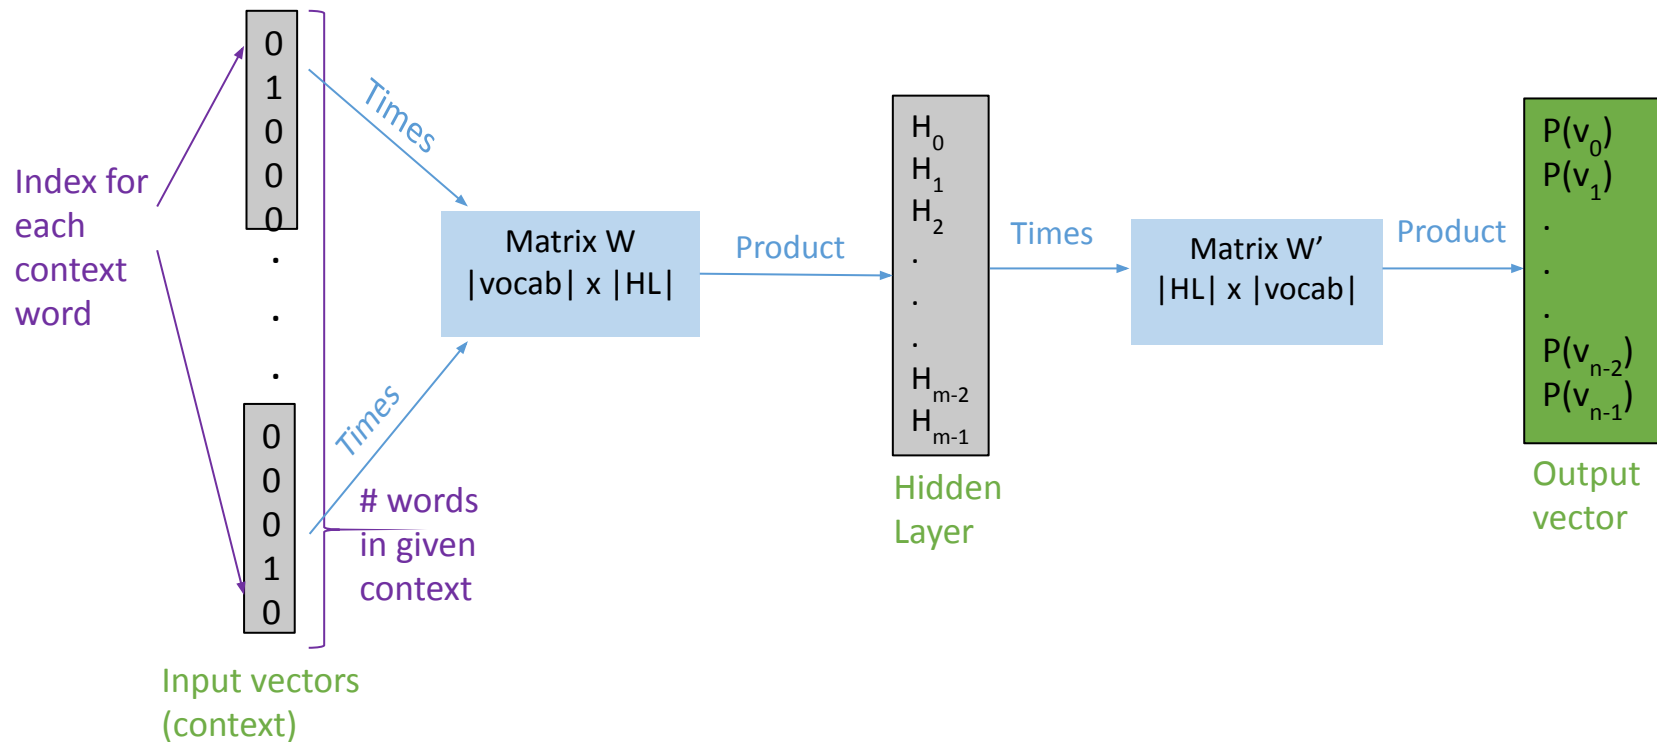 Index for
each
context
word
0
1
0
0
0
.
.
.
0
0
0
1
0
Input vectors
(context)
# words
in given
context
Times
Times
Matrix W
|vocab| x |HL|
Product
H0
H1
H2
.
.
.
Hm-2
Hm-1
Hidden
Layer
Times
Matrix W’
|HL| x |vocab|
Product
P(v0)
P(v1)
.
.
.
P(vn-2)
P(vn-1)
Output
vector